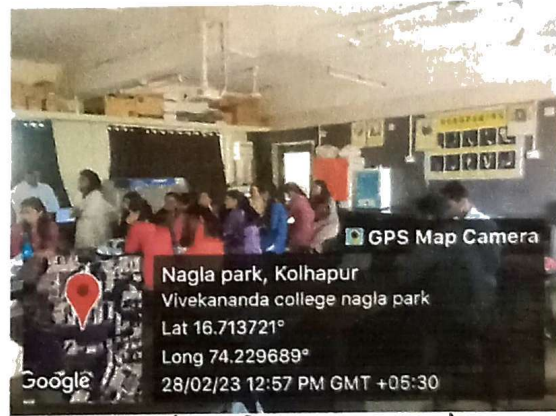 GPS Map Camera
Nagla park, Kolhapur
Vivekananda college nagla park
Lat 16.713721°
Long 74.229689°
28/02/23 12:57 PM GMT +05:30
Google